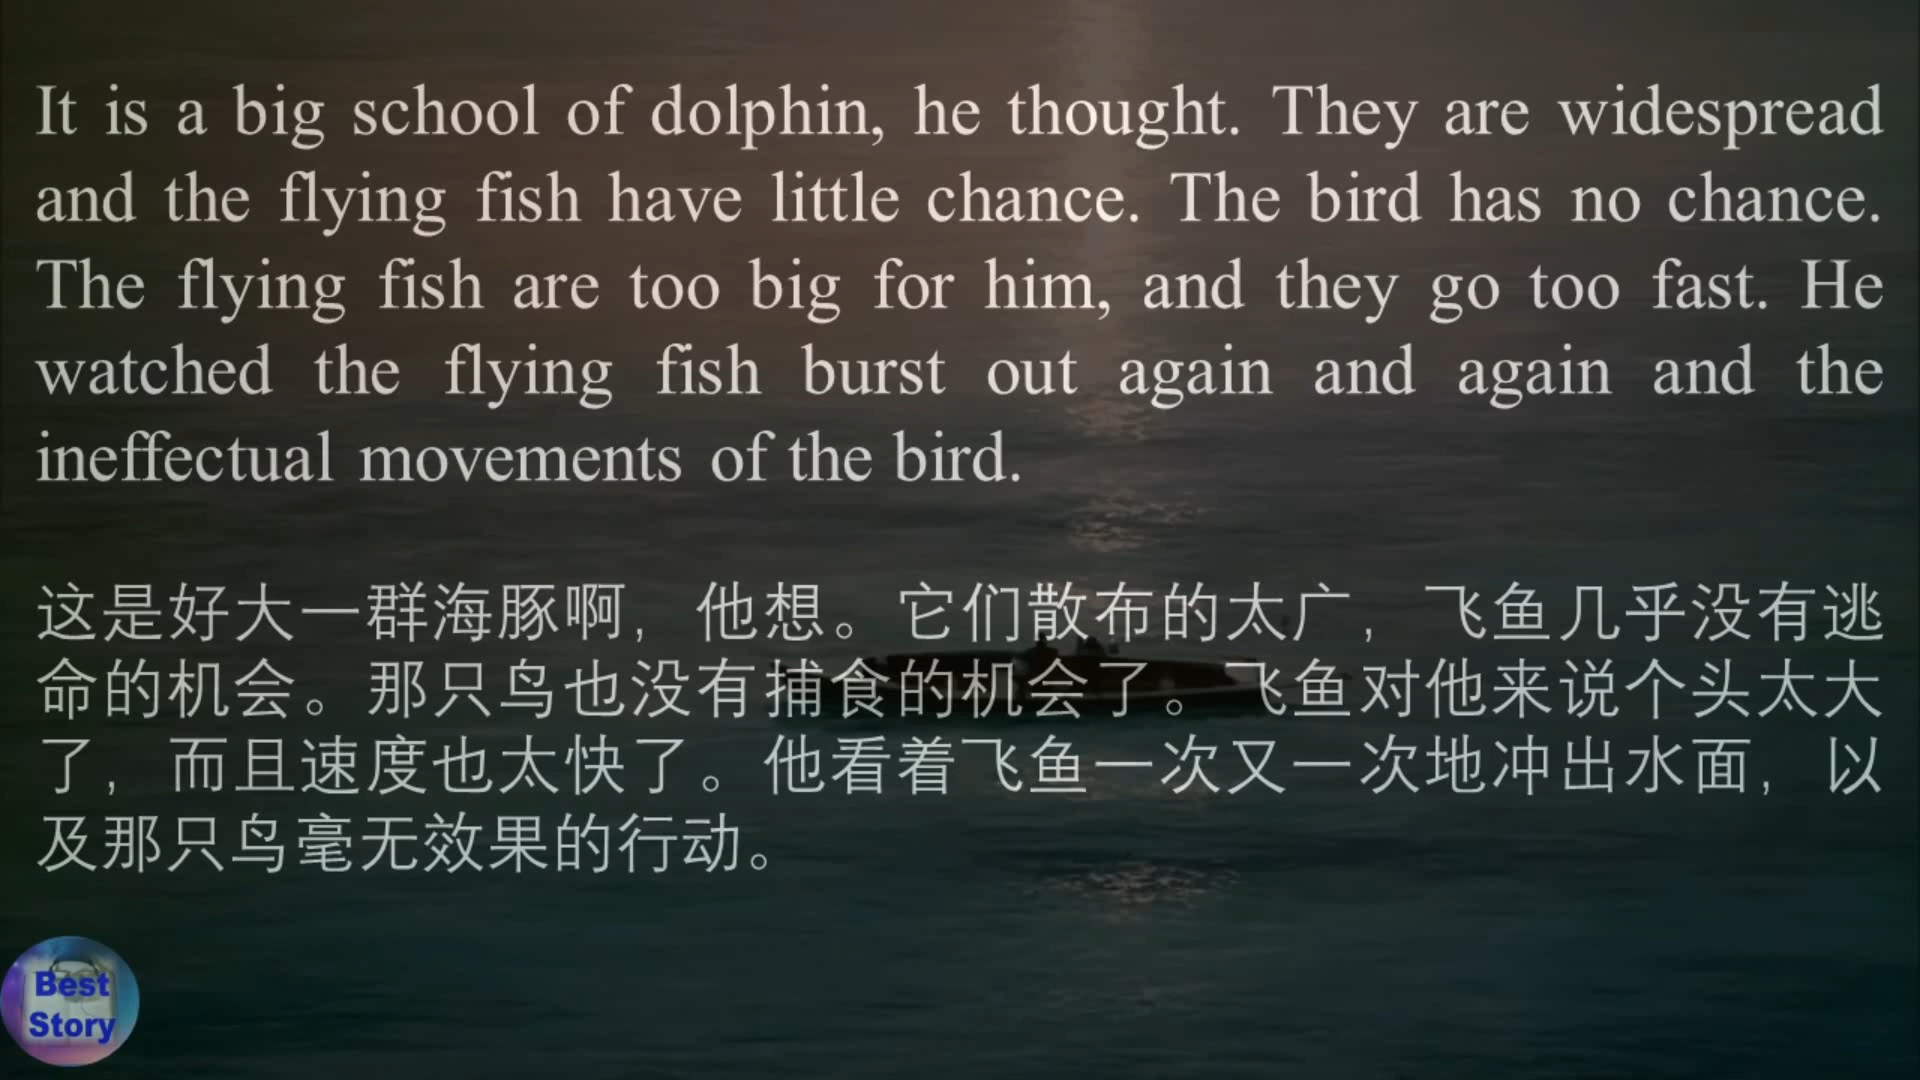 It is a big school of dolphin, he thought. They are widespread
and the flying fish have little chance. The bird has no chance.
The flying fish are too big for him, and they go too fast. He
watched the flying fish burst out again and again and the
ineffectual movements of the bird.
这是好大一群海豚啊，他想。它们散布的太广，飞鱼几乎没有逃
命的机会。那只鸟也没有捕食的机会了。飞鱼对他来说个头太大
了，而且速度也太快了。他看着飞鱼一次又一次地冲出水面，以
及那只鸟毫无效果的行动。
Best
Story